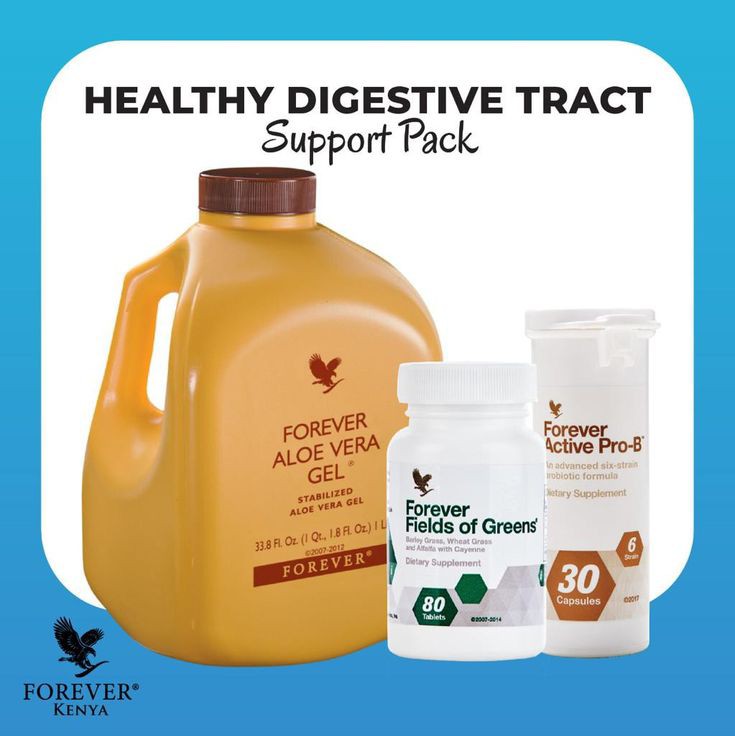 HEALTHY DIGESTIVE TRACT
Support Pack
FOREVER
ALOE VERA
GEL®
STABILIZED
ALOE VERA GEL
33.8 Fl. Oz. (1 Qt., 1.8 Fl. Oz.) 1
©2007-2012
FOREVER®
Forever
Fields of Greens®
Barley Grass, Wheat Grass
and Alfalfa with Cayenne
Dietary Supplement
80
Tablets
©2007-2014
Forever
Active Pro-B™
An advanced six-strain
probiotic formula
Dietary Supplement
6
Strain
30
Capsules
©2017
FOREVER®
KENYA